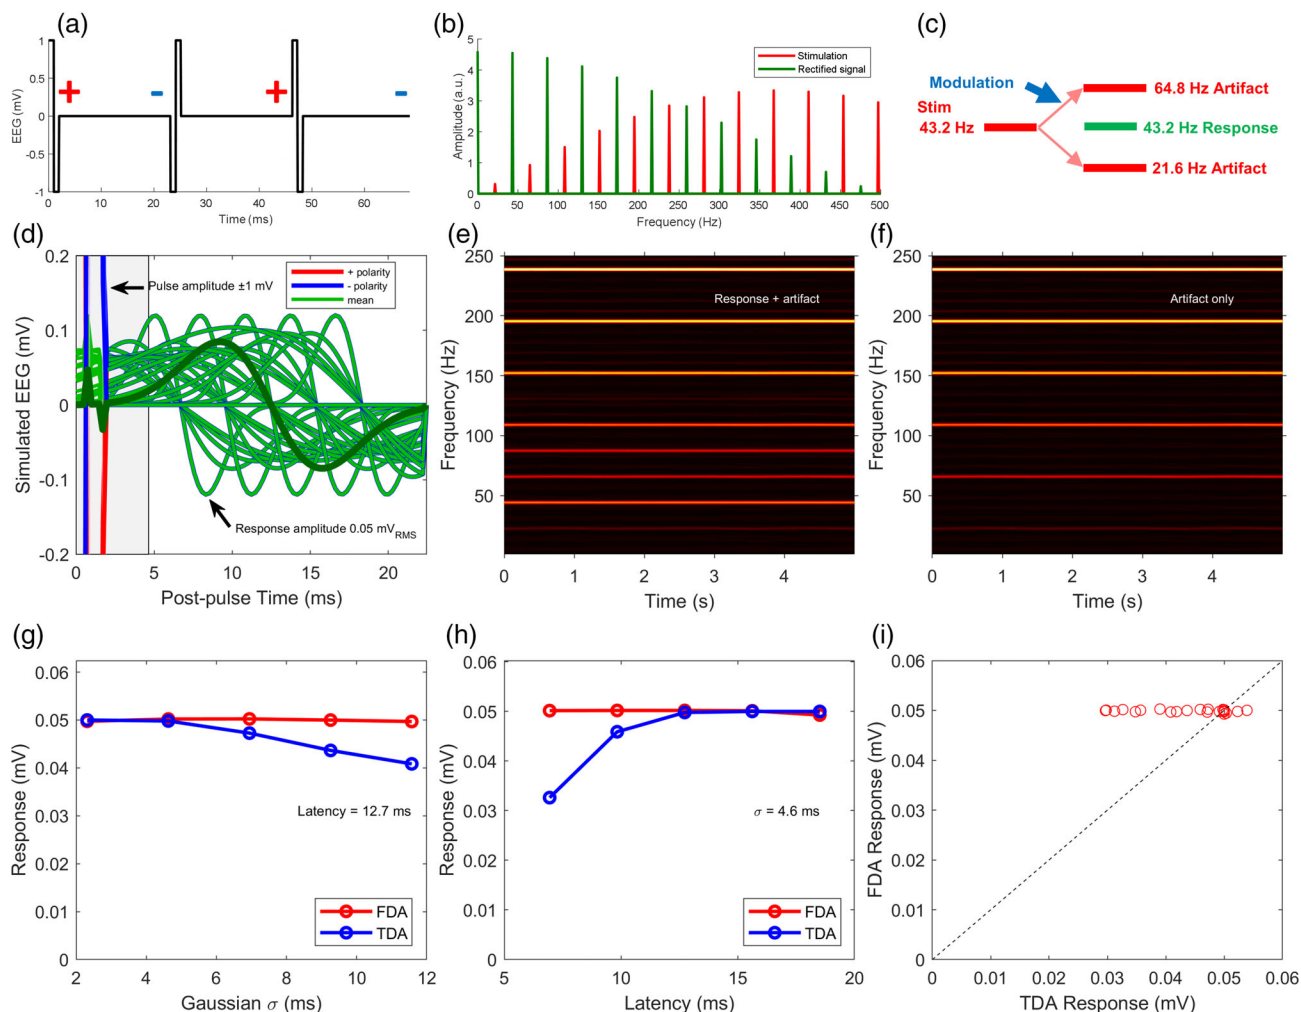 (a)
1
0.5
0
-0.5
-1
EEG (mV)
+
-
+
-
0
20
40
60
Time (ms)
(b)
5
4
3
2
1
0
Amplitude (a.u.)
Stimulation
Rectified signal
0
50
100
150
200
250
300
350
400
450
500
Frequency (Hz)
(c)
Modulation
Stim
43.2 Hz
64.8 Hz Artifact
43.2 Hz Response
21.6 Hz Artifact
(d)
0.2
0.1
0
-0.1
-0.2
Simulated EEG (mV)
Pulse amplitude ±1 mV
+ polarity
- polarity
mean
Response amplitude 0.05 mVRMS
0
5
10
15
20
Post-pulse Time (ms)
(e)
250
200
150
100
50
Frequency (Hz)
Response + artifact
0
1
2
3
4
Time (s)
(f)
250
200
150
100
50
Frequency (Hz)
Artifact only
0
1
2
3
4
Time (s)
(g)
0.06
0.05
0.04
0.03
0.02
0.01
0
Response (mV)
Latency = 12.7 ms
FDA
TDA
2
4
6
8
10
12
Gaussian σ (ms)
(h)
0.06
0.05
0.04
0.03
0.02
0.01
0
Response (mV)
σ = 4.6 ms
FDA
TDA
5
10
15
20
Latency (ms)
(i)
0.06
0.05
0.04
0.03
0.02
0.01
0
FDA Response (mV)
0
0.01
0.02
0.03
0.04
0.05
0.06
TDA Response (mV)